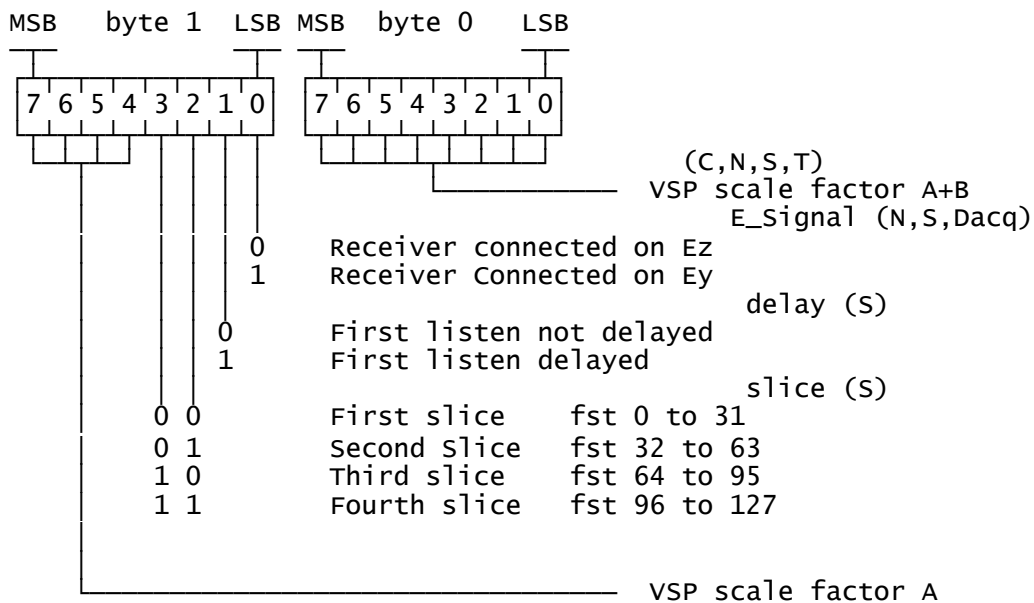 MSB byte 1 LSB MSB byte 0 LSB
7 6 5 4 3 2 1 0 7 6 5 4 3 2 1 0
(C,N,S,T)
VSP scale factor A+B
E_Signal (N,S,Dacq)
0 Receiver connected on Ez
1 Receiver Connected on Ey
delay (S)
0 First listen not delayed
1 First listen delayed
slice (S)
0 0 First slice fst 0 to 31
0 1 Second Slice fst 32 to 63
1 0 Third slice fst 64 to 95
1 1 Fourth slice fst 96 to 127
VSP scale factor A